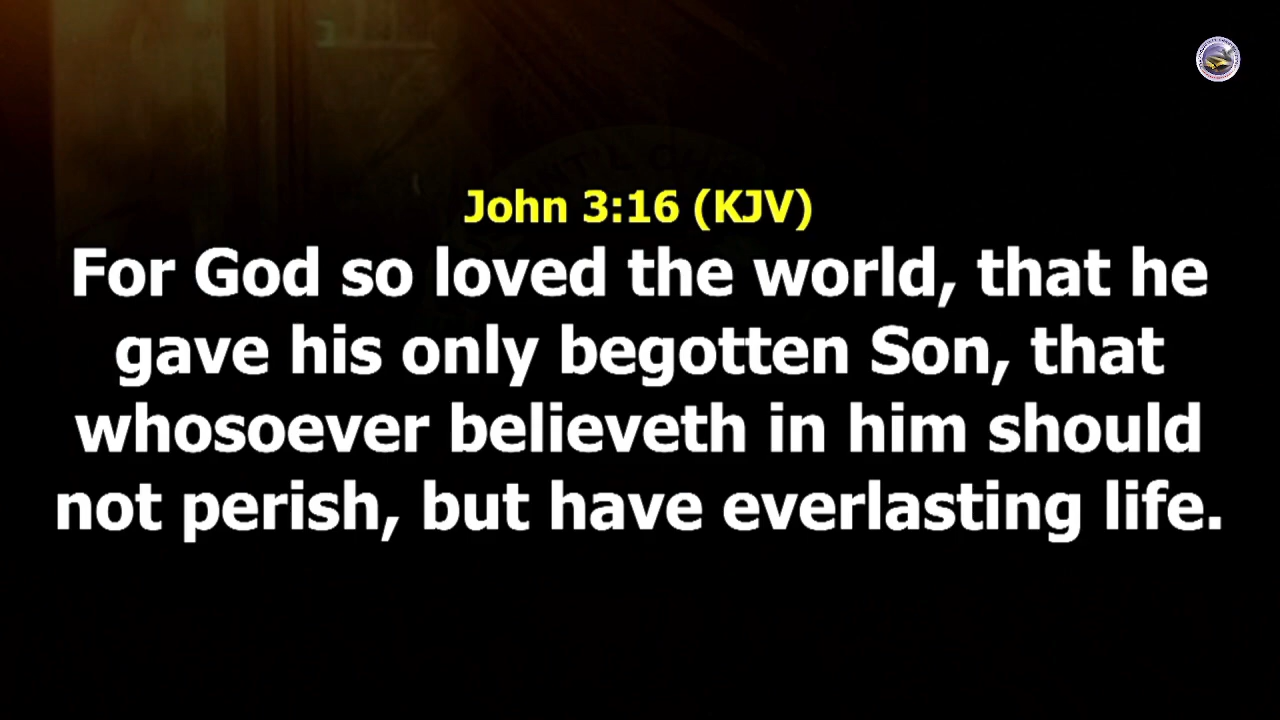 John 3:16 (KJV)
For God so loved the world, that he
gave his only begotten Son, that
whosoever believeth in him should
not perish, but have everlasting life.